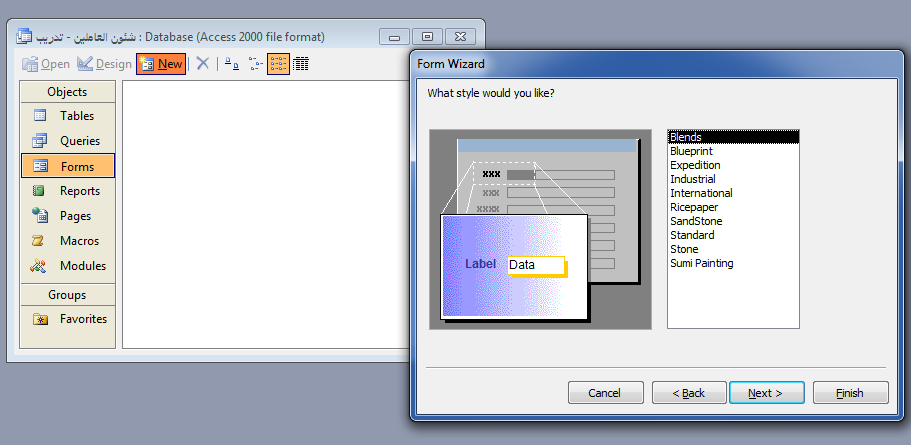 شئون العاملين - تدريب : Database (Access 2000 file format)
Open Design New
Objects
Tables
Queries
Forms
Reports
Pages
Macros
Modules
Groups
Favorites
Form Wizard
What style would you like?
xxx
xxx
xxxx
Label Data
Blends
Blueprint
Expedition
Industrial
International
Ricepaper
SandStone
Standard
Stone
Sumi Painting
Cancel < Back Next > Finish